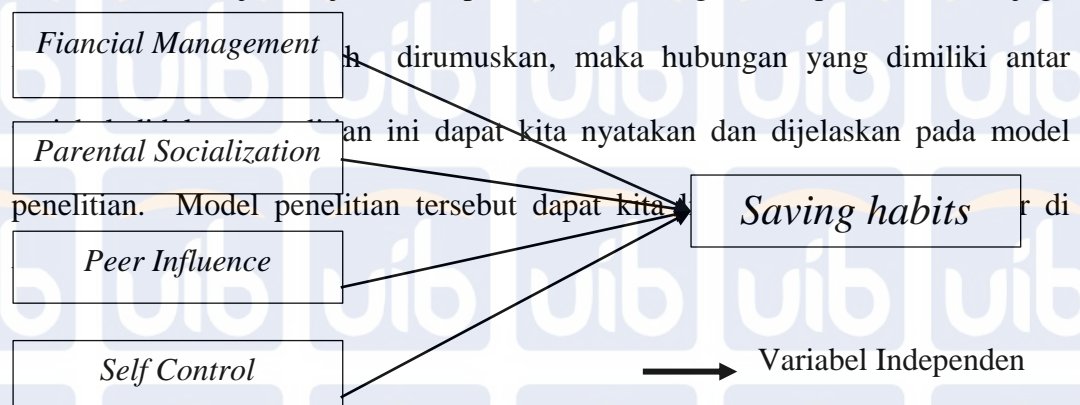 Fiancial Management
dirumuskan, maka hubungan yang dimiliki antar
ini dapat kita nyatakan dan dijelaskan pada model
Parental Socialization
penelitian. Model penelitian tersebut dapat kita
di
Saving habits
Peer Influence
Self Control
Variabel Independen
uib